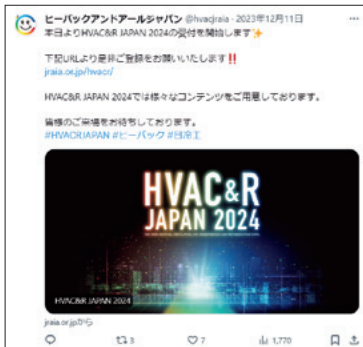 ヒーバックアンドアールジャパン @hvacjraia · 2023年12月11日
本日よりHVAC&R JAPAN 2024の受付を開始します✨
下記URLより是非ご登録をお願いいたします‼
jraia.or.jp/hvacr/
HVAC&R JAPAN 2024では様々なコンテンツをご用意しております。
皆様のご来場をお待ちしております。
#HVACRJAPAN #ヒーバック #日冷工
HVAC&R
JAPAN 2024
HVAC&R JAPAN 2024
jraia.or.jpから
3 7 1,770